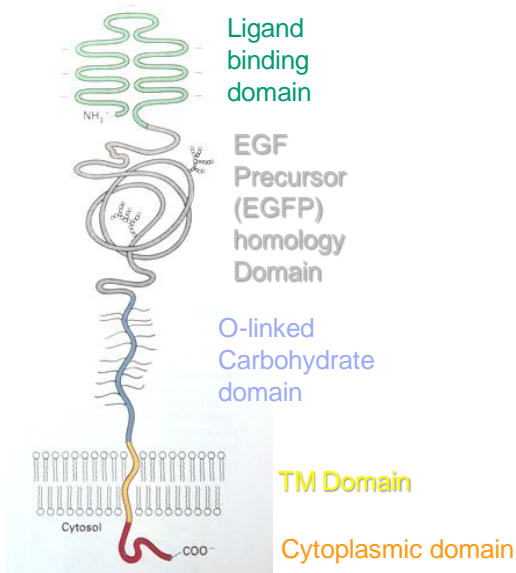 Ligand
binding
domain
NH₃⁺
EGF
Precursor
(EGFP)
homology
Domain
O-linked
Carbohydrate
domain
TM Domain
Cytosol
COO⁻
Cytoplasmic domain